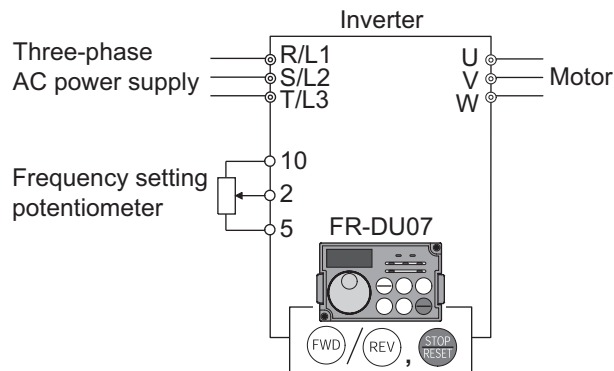 Inverter
Three-phase
AC power supply
R/L1
S/L2
T/L3
U
V
W
Motor
Frequency setting
potentiometer
10
2
5
FR-DU07
FWD / REV , STOP
RESET